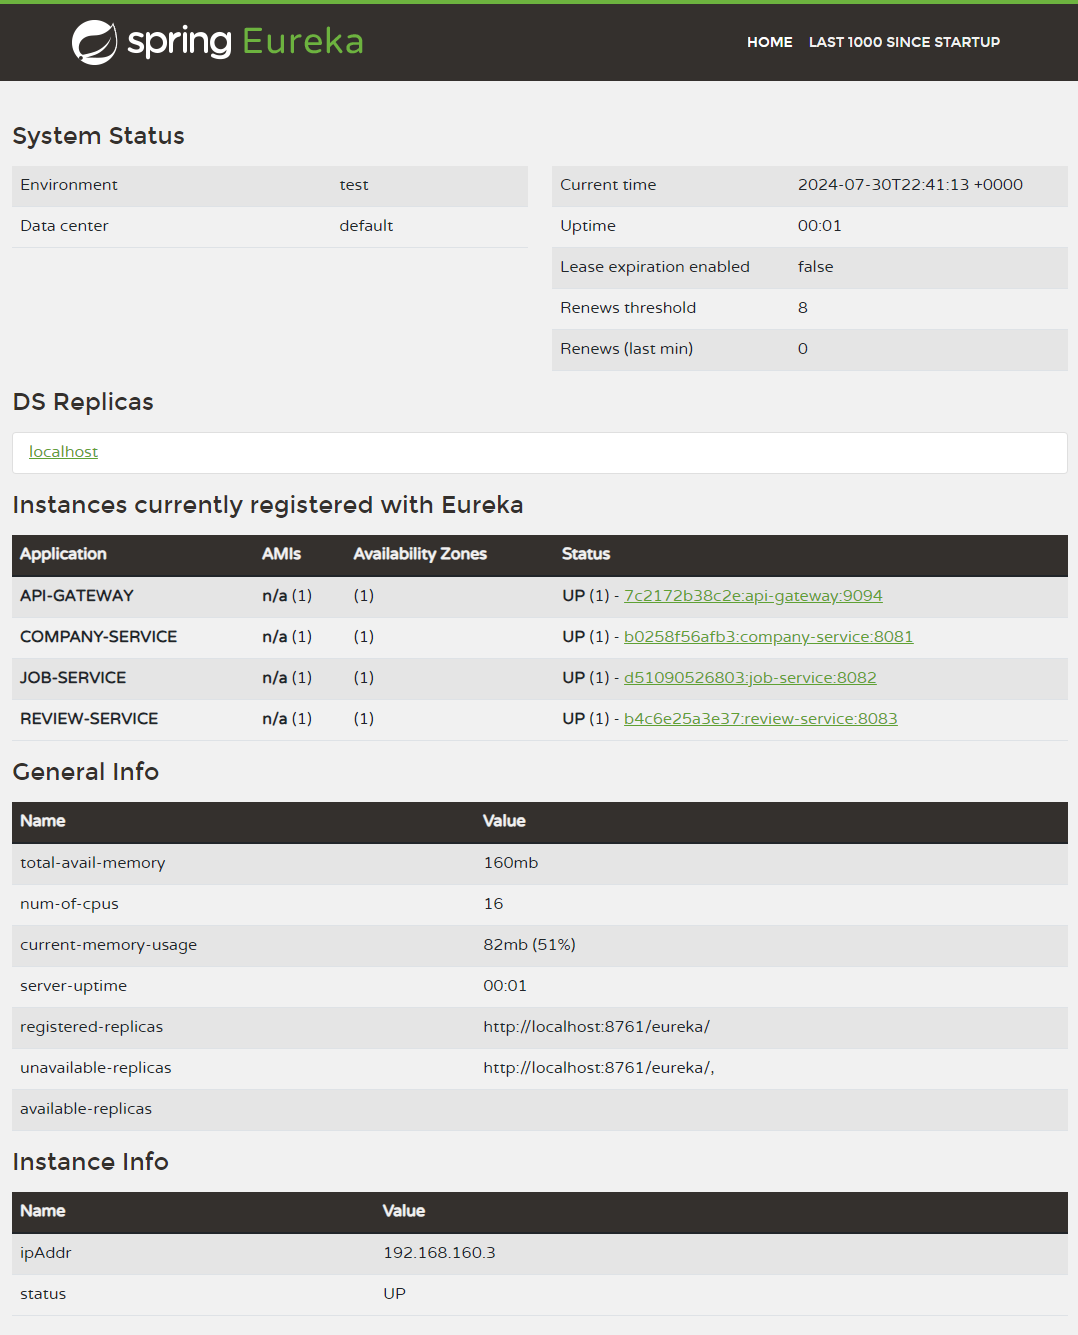 spring Eureka
HOME LAST 1000 SINCE STARTUP
System Status
Environment test
Data center default
Current time 2024-07-30T22:41:13 +0000
Uptime 00:01
Lease expiration enabled false
Renews threshold 8
Renews (last min) 0
DS Replicas
localhost
Instances currently registered with Eureka
Application AMIs Availability Zones Status
API-GATEWAY n/a (1) (1) UP (1) - 7c2172b38c2e:api-gateway:9094
COMPANY-SERVICE n/a (1) (1) UP (1) - b0258f56afb3:company-service:8081
JOB-SERVICE n/a (1) (1) UP (1) - d51090526803:job-service:8082
REVIEW-SERVICE n/a (1) (1) UP (1) - b4c6e25a3e37:review-service:8083
General Info
Name Value
total-avail-memory 160mb
num-of-cpus 16
current-memory-usage 82mb (51%)
server-uptime 00:01
registered-replicas http://localhost:8761/eureka/
unavailable-replicas http://localhost:8761/eureka/,
available-replicas
Instance Info
Name Value
ipAddr 192.168.160.3
status UP